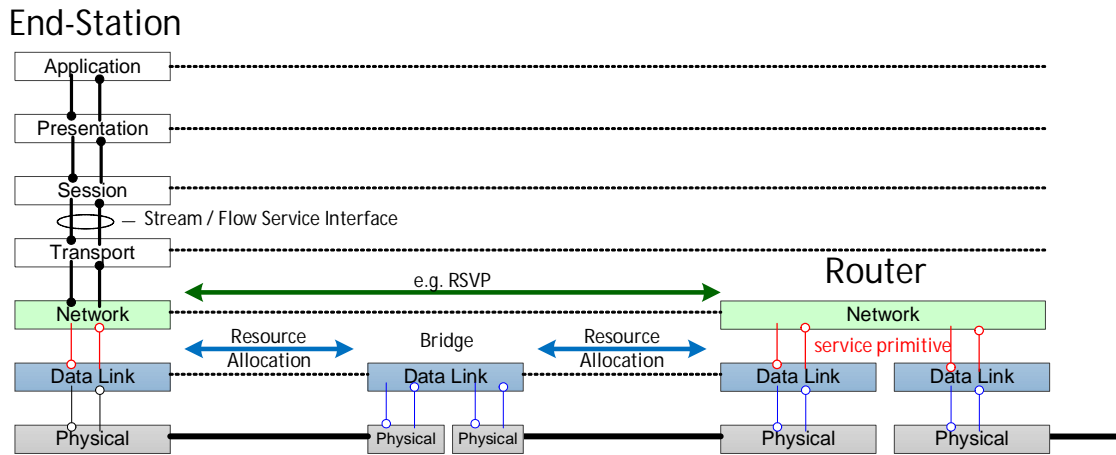 End-Station
Application
Presentation
Session
Stream / Flow Service Interface
Transport
e.g. RSVP
Router
Network
Network
Resource
Allocation
Bridge
Resource
Allocation
service primitive
Data Link
Data Link
Data Link
Data Link
Physical
Physical
Physical
Physical
Physical